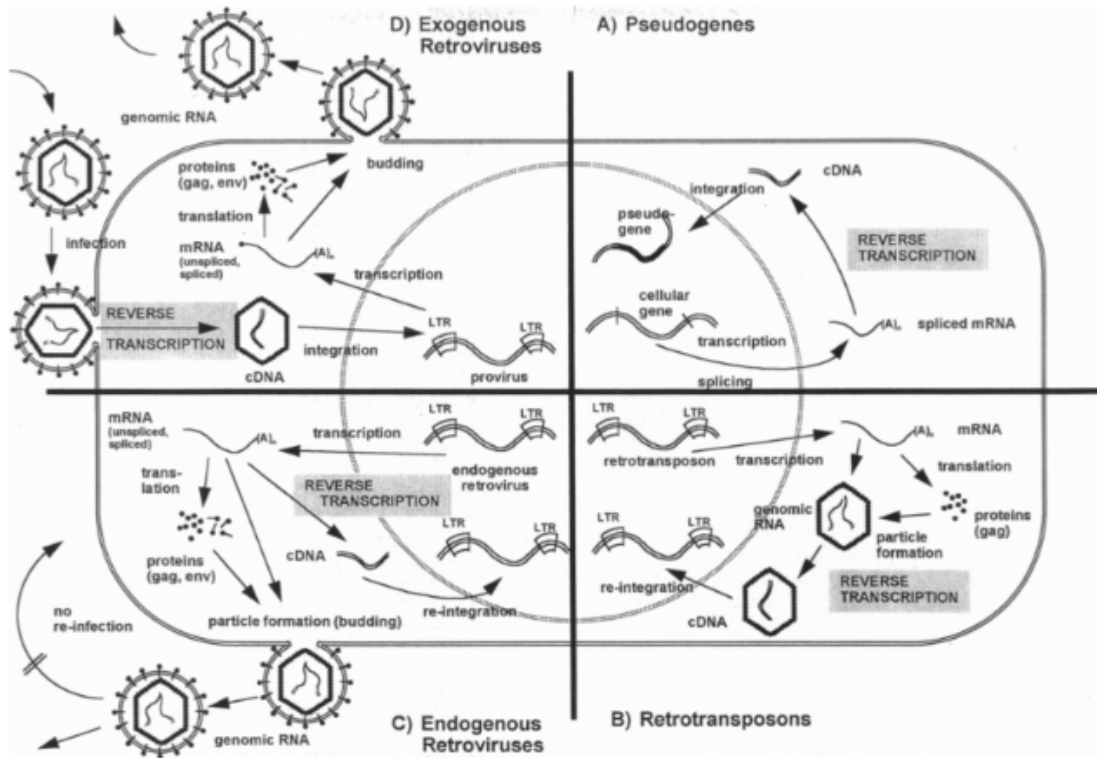 D) Exogenous
Retroviruses
genomic RNA
proteins
(gag, env)
budding
translation
infection
mRNA
(unspliced,
spliced)
(A)ₙ
transcription
REVERSE
TRANSCRIPTION
cDNA
integration
LTR
LTR
provirus
A) Pseudogenes
cDNA
integration
pseudo-
gene
REVERSE
TRANSCRIPTION
cellular
gene
transcription
(A)ₙ
spliced mRNA
splicing
mRNA
(unspliced,
spliced)
(A)ₙ
transcription
LTR
LTR
endogenous
retrovirus
trans-
lation
REVERSE
TRANSCRIPTION
LTR
LTR
cDNA
proteins
(gag, env)
re-integration
no
re-infection
particle formation (budding)
genomic RNA
C) Endogenous
Retroviruses
LTR
LTR
retrotransposon
transcription
(A)ₙ
mRNA
translation
LTR
LTR
genomic
RNA
proteins
(gag)
particle
formation
re-integration
REVERSE
TRANSCRIPTION
cDNA
B) Retrotransposons